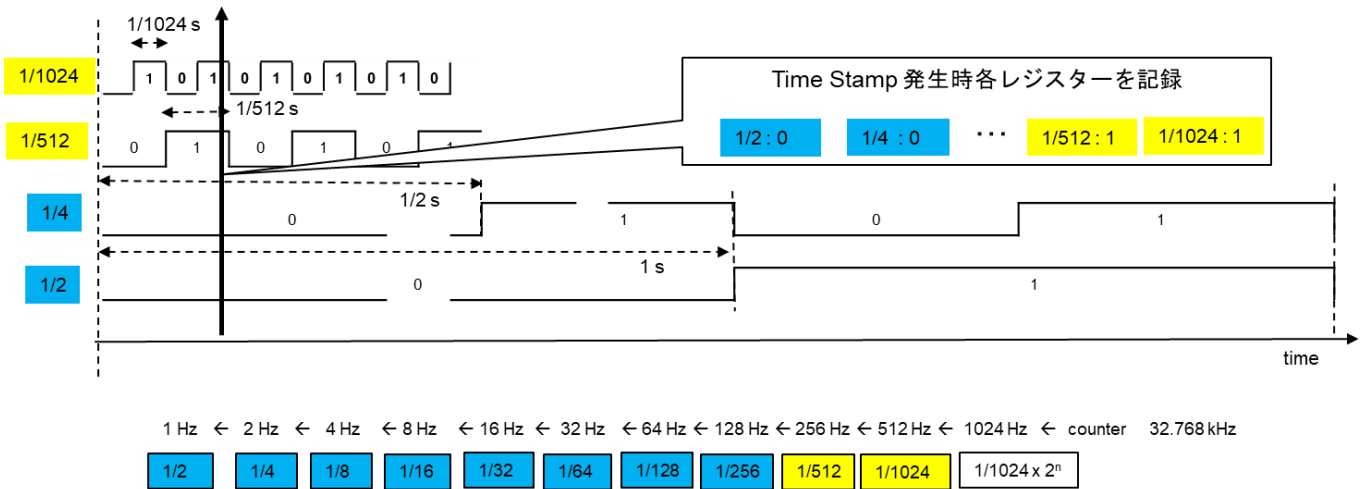 1/1024 s
1/1024
1 0 1 0 1 0 1 0 1 0
1/512 s
1/512
0 1 0 1 0 1
Time Stamp 発生時各レジスターを記録
1/2 : 0 1/4 : 0 ··· 1/512 : 1 1/1024 : 1
1/2 s
1/4
0 1 0 1
1 s
1/2
0 1
time
1 Hz ← 2 Hz ← 4 Hz ← 8 Hz ← 16 Hz ← 32 Hz ← 64 Hz ← 128 Hz ← 256 Hz ← 512 Hz ← 1024 Hz ← counter 32.768 kHz
1/2 1/4 1/8 1/16 1/32 1/64 1/128 1/256 1/512 1/1024 1/1024 x 2ⁿ